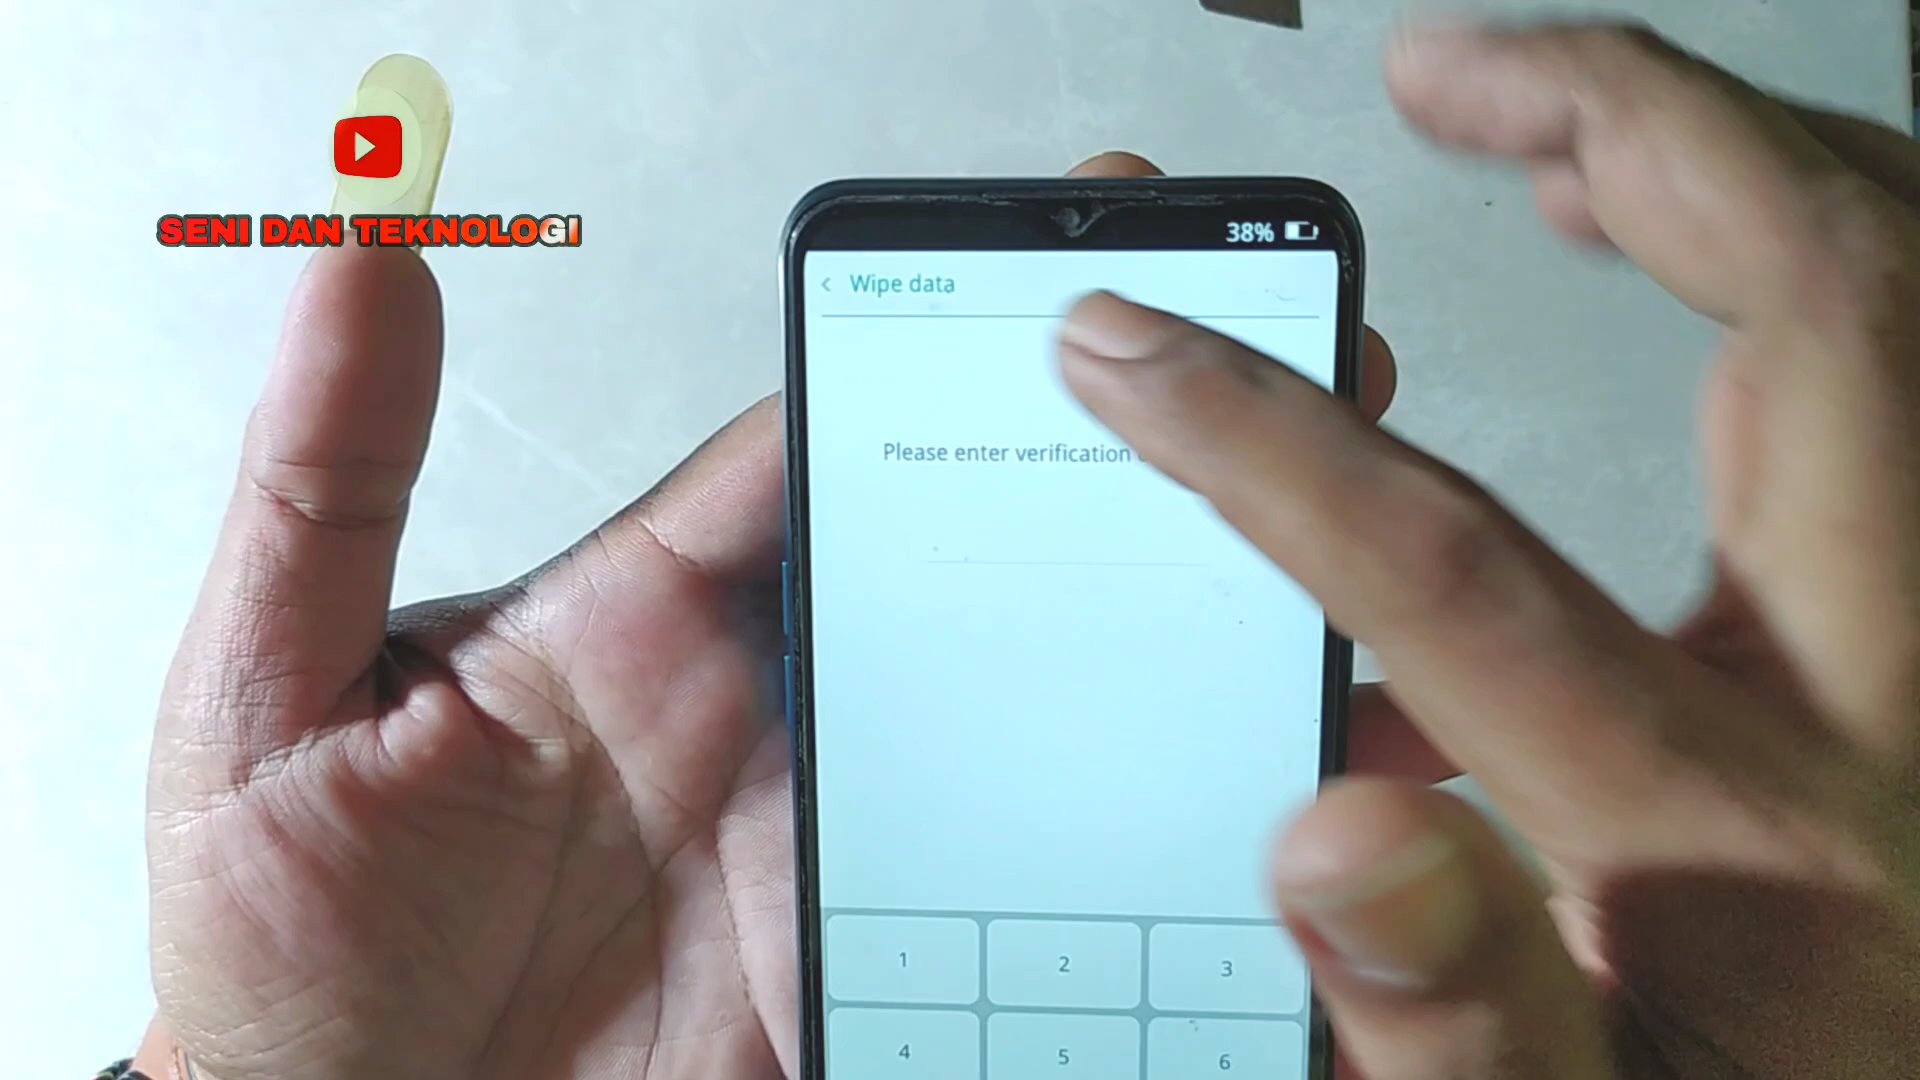 SENI DAN TEKNOLOGI
38%
< Wipe data
Please enter verification
1 2 3
4 5 6